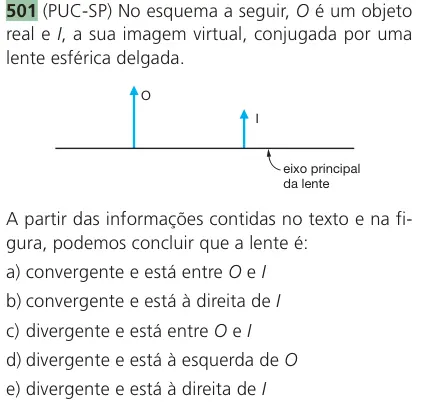 501 (PUC-SP) No esquema a seguir, O é um objeto
real e I, a sua imagem virtual, conjugada por uma
lente esférica delgada.
O
I
eixo principal
da lente
A partir das informações contidas no texto e na fi-
gura, podemos concluir que a lente é:
a) convergente e está entre O e I
b) convergente e está à direita de I
c) divergente e está entre O e I
d) divergente e está à esquerda de O
e) divergente e está à direita de I